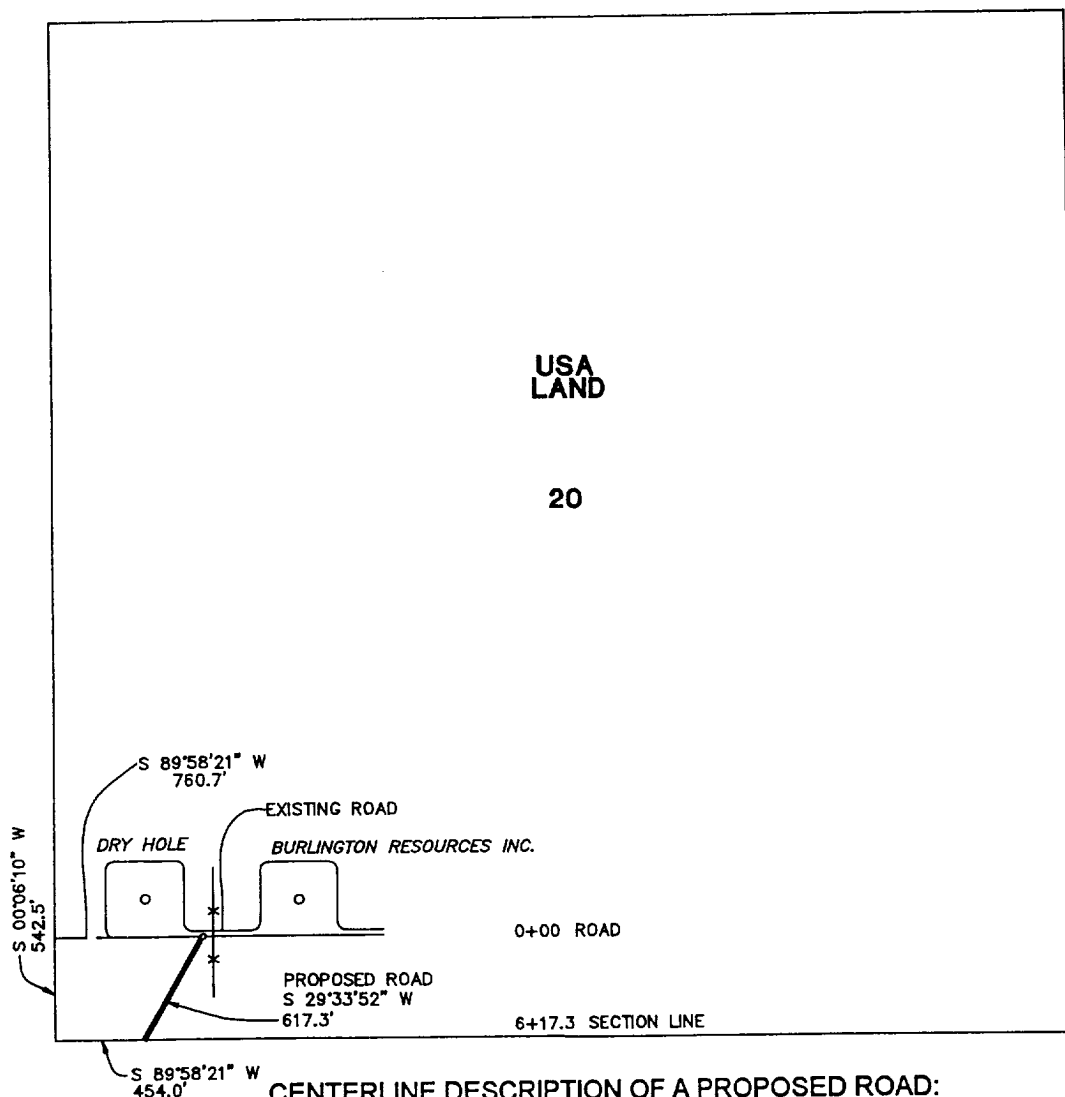 USA
LAND
20
S 89°58'21" W
760.7'
EXISTING ROAD
DRY HOLE
BURLINGTON RESOURCES INC.
S 00°06'10" W
542.5'
0+00 ROAD
PROPOSED ROAD
S 29°33'52" W
617.3'
6+17.3 SECTION LINE
S 89°58'21" W
454.0'
CENTERLINE DESCRIPTION OF A PROPOSED ROAD: